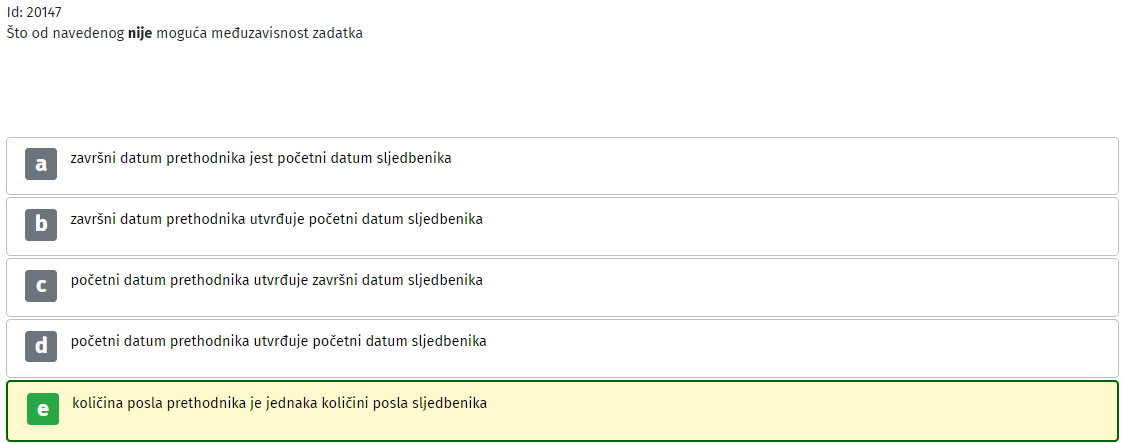 Id: 20147
Što od navedenog nije moguća međuzavisnost zadatka
a završni datum prethodnika jest početni datum sljedbenika
b završni datum prethodnika utvrđuje početni datum sljedbenika
c početni datum prethodnika utvrđuje završni datum sljedbenika
d početni datum prethodnika utvrđuje početni datum sljedbenika
e količina posla prethodnika je jednaka količini posla sljedbenika